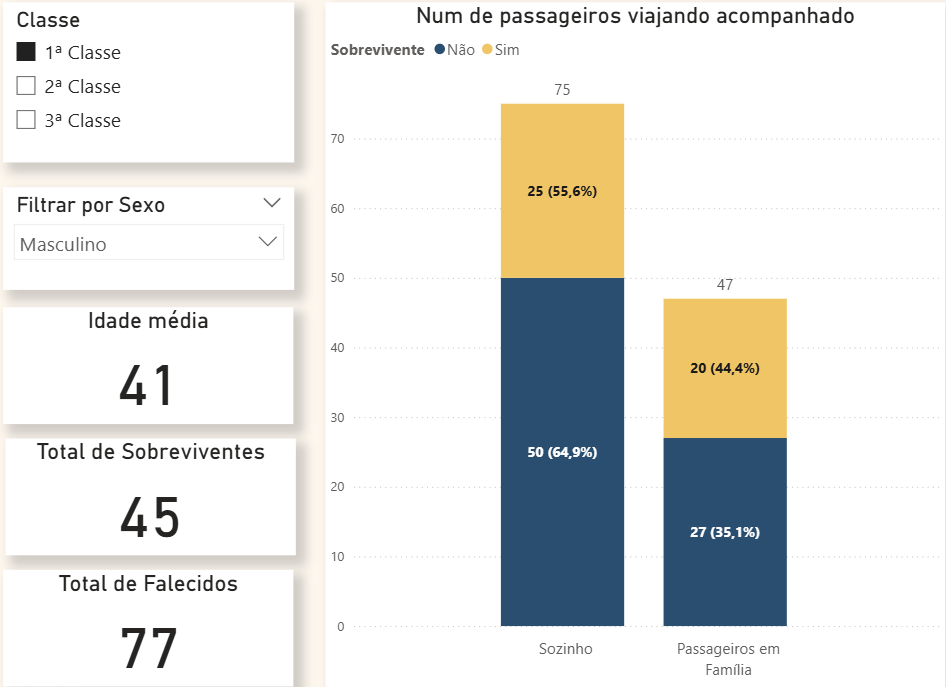 Classe
1ª Classe
2ª Classe
3ª Classe
Filtrar por Sexo
Masculino
Idade média
41
Total de Sobreviventes
45
Total de Falecidos
77
Num de passageiros viajando acompanhado
Sobrevivente Não Sim
75
70
60
50
40
30
20
10
0
25 (55,6%)
50 (64,9%)
47
20 (44,4%)
27 (35,1%)
Sozinho
Passageiros em
Família